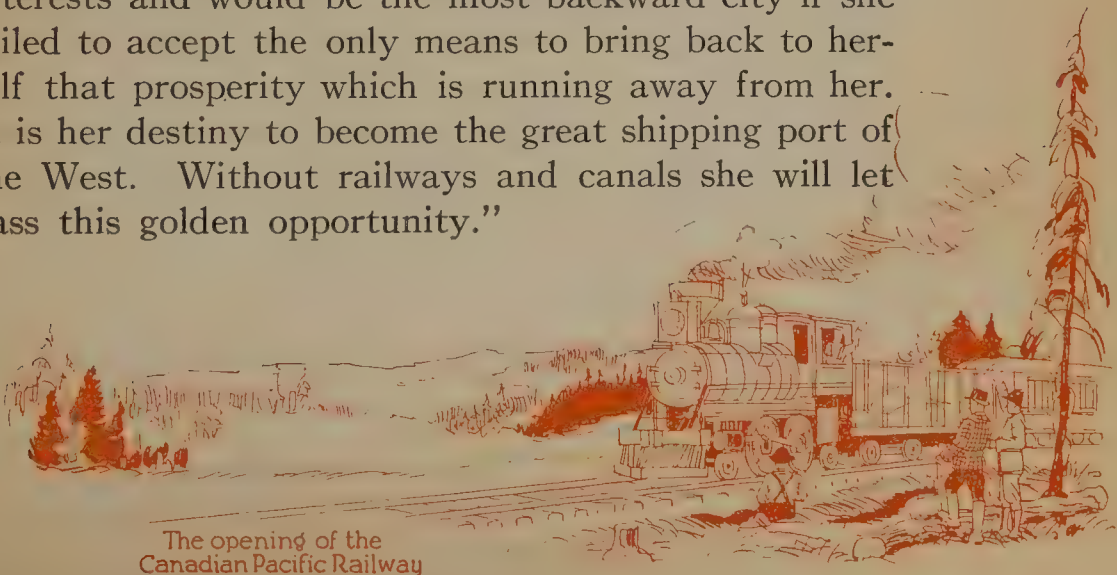 terests and would be the most backward city if she
iled to accept the only means to bring back to her-
lf that prosperity which is running away from her.
is her destiny to become the great shipping port of
e West. Without railways and canals she will let
ass this golden opportunity.”
The opening of the
Canadian Pacific Railway